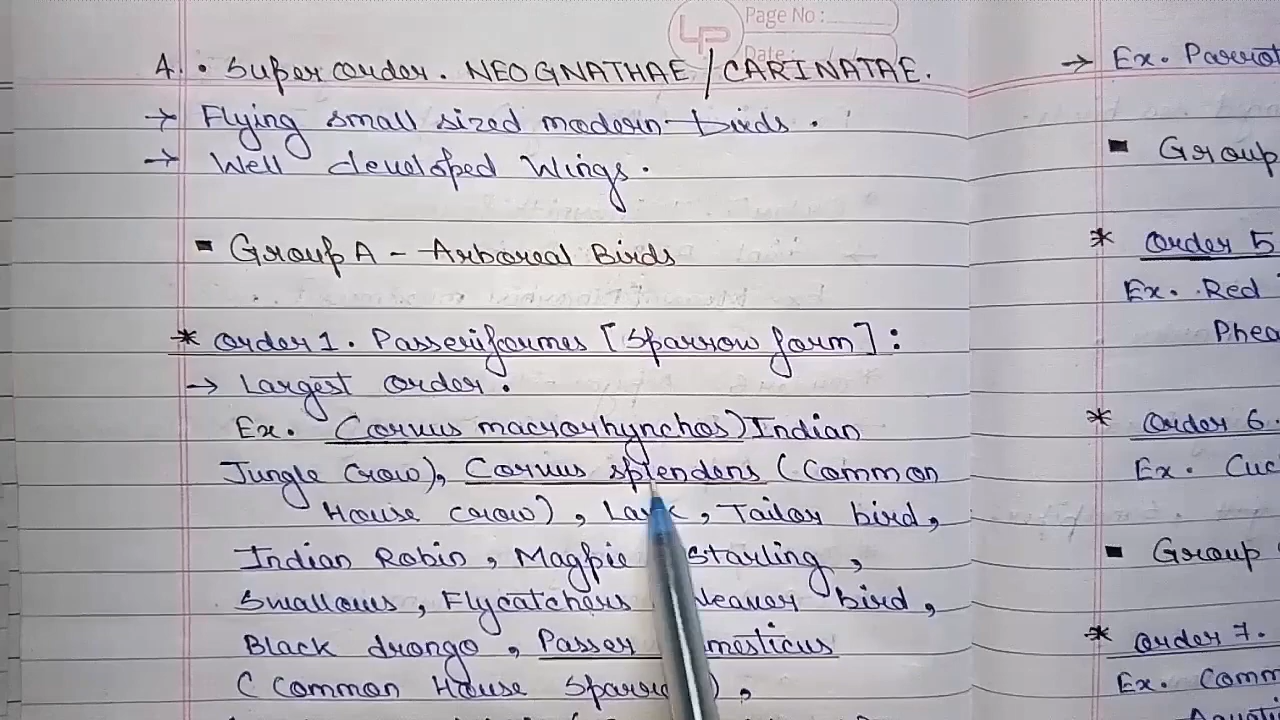 Page No :
Date :
4. • Superorder. NEOGNATHAE / CARINATAE.
→ Flying small sized modern birds.
→ Well developed Wings.
▪ Group A - Arboreal Birds
* Order 1. Passeriformes [Sparrow form] :
→ Largest order.
Ex. Corvus macrorhynchos) Indian
Jungle Crow), Corvus splendens (Common
House crow), Lark, Tailor bird,
Indian Robin, Magpie Starling,
Swallows, Flycatchers Weaver bird,
Black drongo, Passer mesticus
( Common House Sparrow),
→ Ex. Parrot
▪ Group
* Order 5
Ex. Red
Phea
* Order 6.
Ex. Cuc
▪ Group
* Order 7.
Ex. Comm